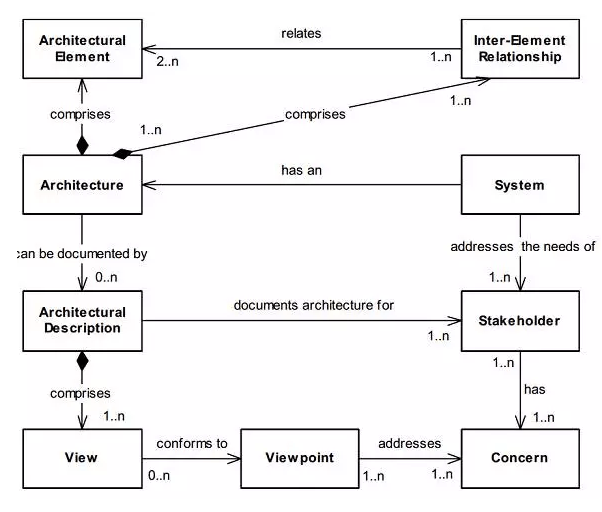 Architectural
Element
relates
2..n
1..n
Inter-Element
Relationship
comprises
1..n
comprises
1..n
Architecture
has an
System
can be documented by
0..n
addresses the needs of
1..n
Architectural
Description
documents architecture for
1..n
Stakeholder
comprises
1..n
1..n
has
1..n
View
conforms to
0..n
Viewpoint
addresses
1..n
1..n
Concern